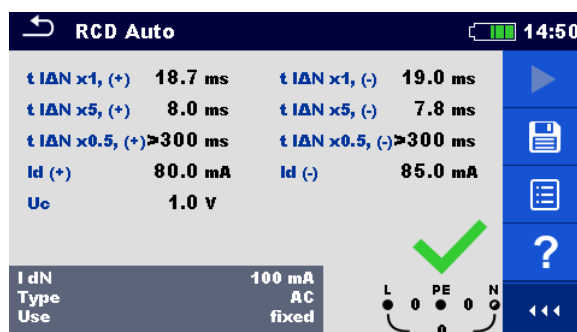 RCD Auto 14:50
t IΔN x1, (+) 18.7 ms t IΔN x1, (-) 19.0 ms
t IΔN x5, (+) 8.0 ms t IΔN x5, (-) 7.8 ms
t IΔN x0.5, (+)>300 ms t IΔN x0.5, (-)>300 ms
Id (+) 80.0 mA Id (-) 85.0 mA
Uc 1.0 V
?
I dN 100 mA
Type AC
Use fixed
L PE N
0 0
0